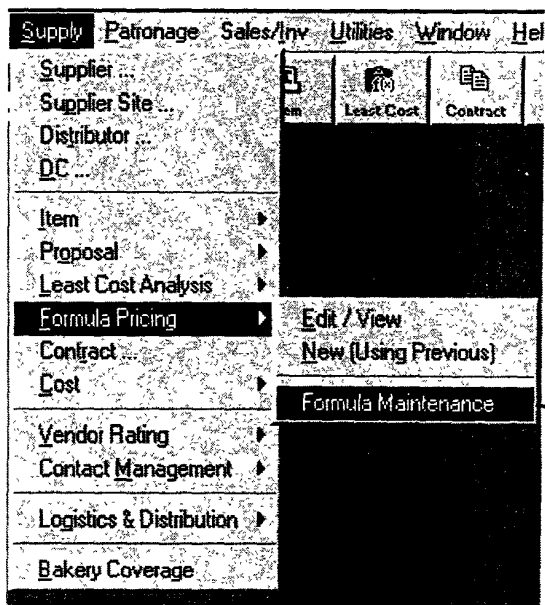 Supply Patronage Sales/Inv Utilities Window Hel
Supplier ...
Supplier Site ...
Distributor ...
DC ...
em Least Cost Contract
Item
Proposal
Least Cost Analysis
Formula Pricing
Contract ...
Cost
Vendor Rating
Contact Management
Logistics & Distribution
Bakery Coverage
Edit / View
New (Using Previous)
Formula Maintenance